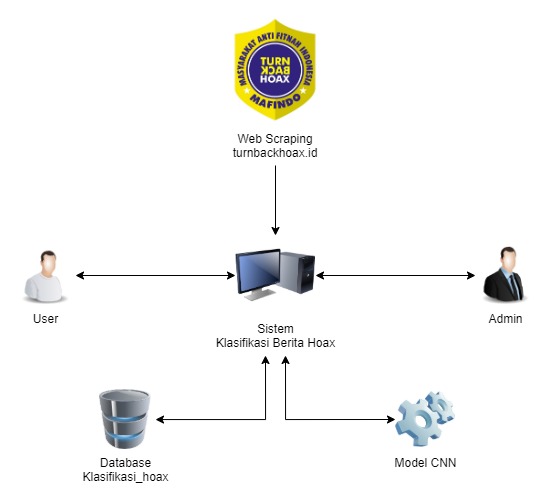 MASYARAKAT ANTI FITNAH INDONESIA
TURN
BACK
HOAX
MAFINDO
Web Scraping
turnbackhoax.id
User
Sistem
Klasifikasi Berita Hoax
Admin
Database
Klasifikasi_hoax
Model CNN